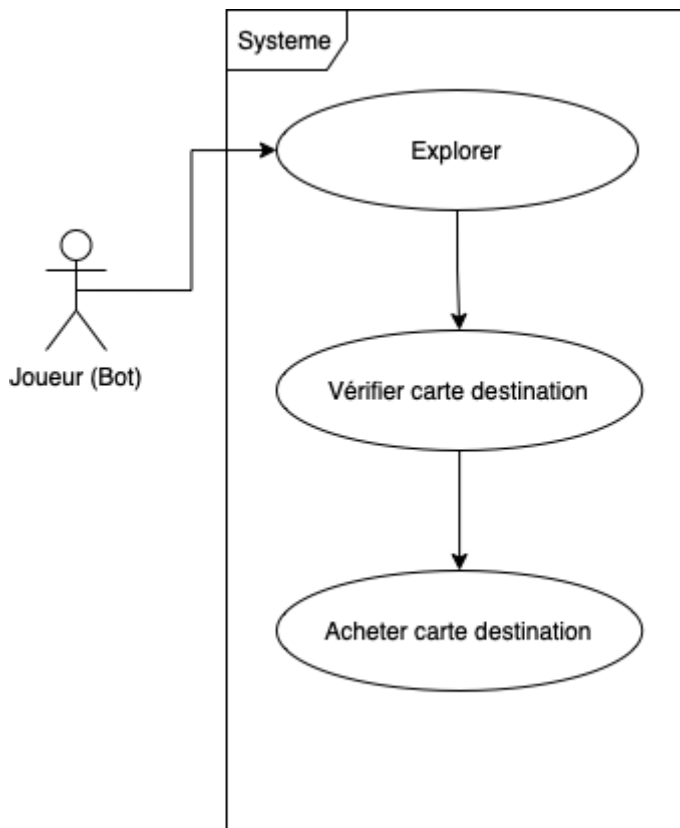 Systeme
Explorer
Joueur (Bot)
Vérifier carte destination
Acheter carte destination